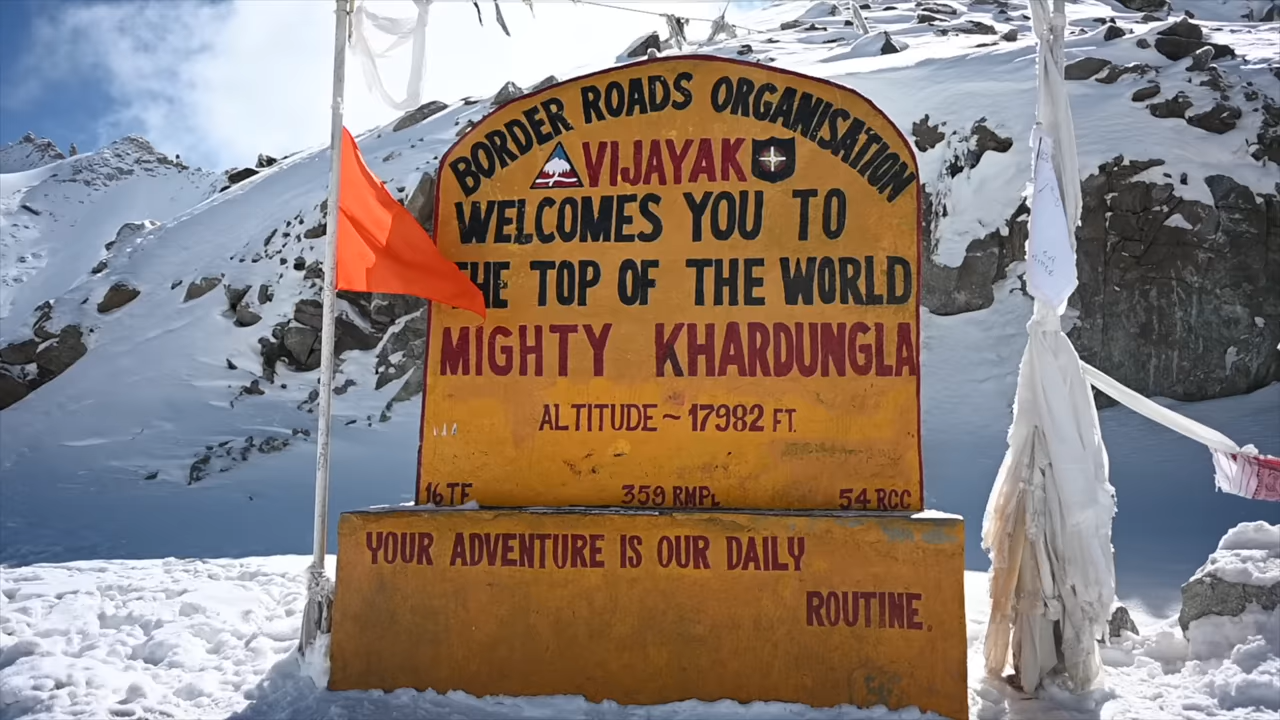 BORDER ROADS ORGANISATION
VIJAYAK
WELCOMES YOU TO
THE TOP OF THE WORLD
MIGHTY KHARDUNGLA
ALTITUDE ~ 17982 FT.
16 TF 359 RMPL 54 RCC
YOUR ADVENTURE IS OUR DAILY
ROUTINE.